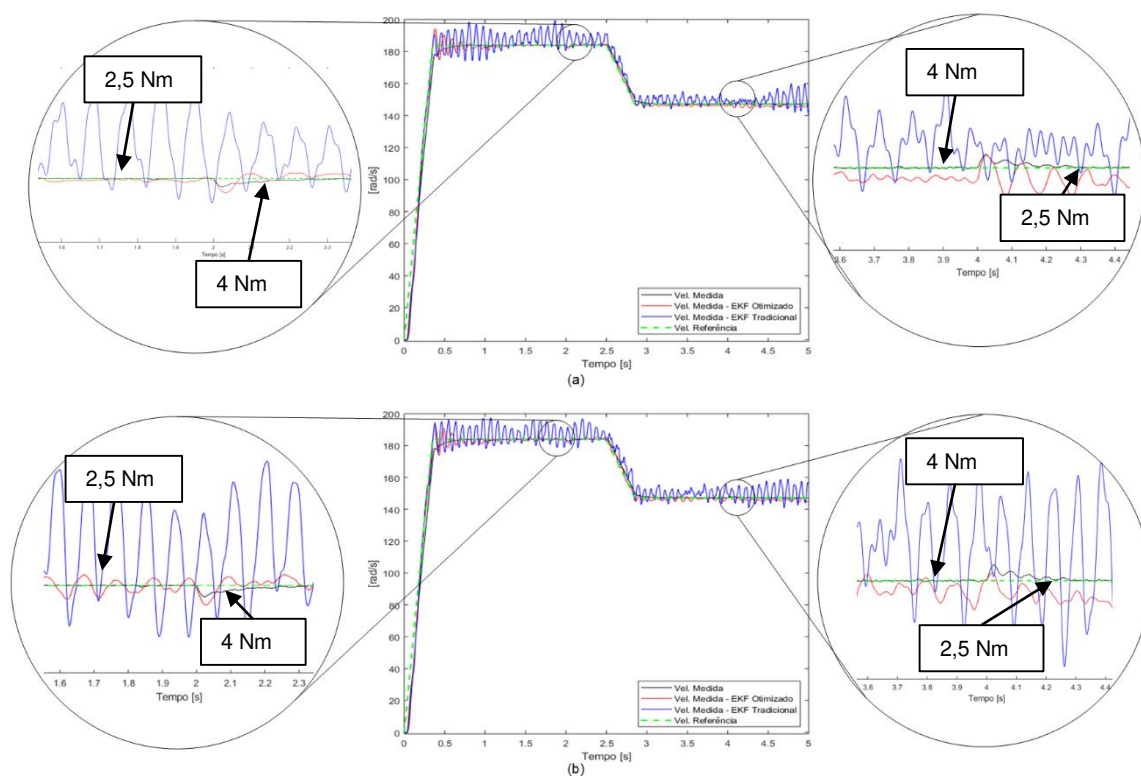 2,5 Nm
4 Nm
1.6 1.7 1.8 1.9 2 2.1 2.2 2.3
Tempo [s]
200
180
160
140
120
100
80
60
40
20
0
[rad/s]
Vel. Medida
Vel. Medida - EKF Otimizado
Vel. Medida - EKF Tradicional
Vel. Referência
0 0.5 1 1.5 2 2.5 3 3.5 4 4.5 5
Tempo [s]
(a)
4 Nm
2,5 Nm
3.6 3.7 3.8 3.9 4 4.1 4.2 4.3 4.4
Tempo [s]
2,5 Nm
4 Nm
1.6 1.7 1.8 1.9 2 2.1 2.2 2.3
Tempo [s]
200
180
160
140
120
100
80
60
40
20
0
[rad/s]
Vel. Medida
Vel. Medida - EKF Otimizado
Vel. Medida - EKF Tradicional
Vel. Referência
0 0.5 1 1.5 2 2.5 3 3.5 4 4.5 5
Tempo [s]
(b)
4 Nm
2,5 Nm
3.6 3.7 3.8 3.9 4 4.1 4.2 4.3 4.4
Tempo [s]